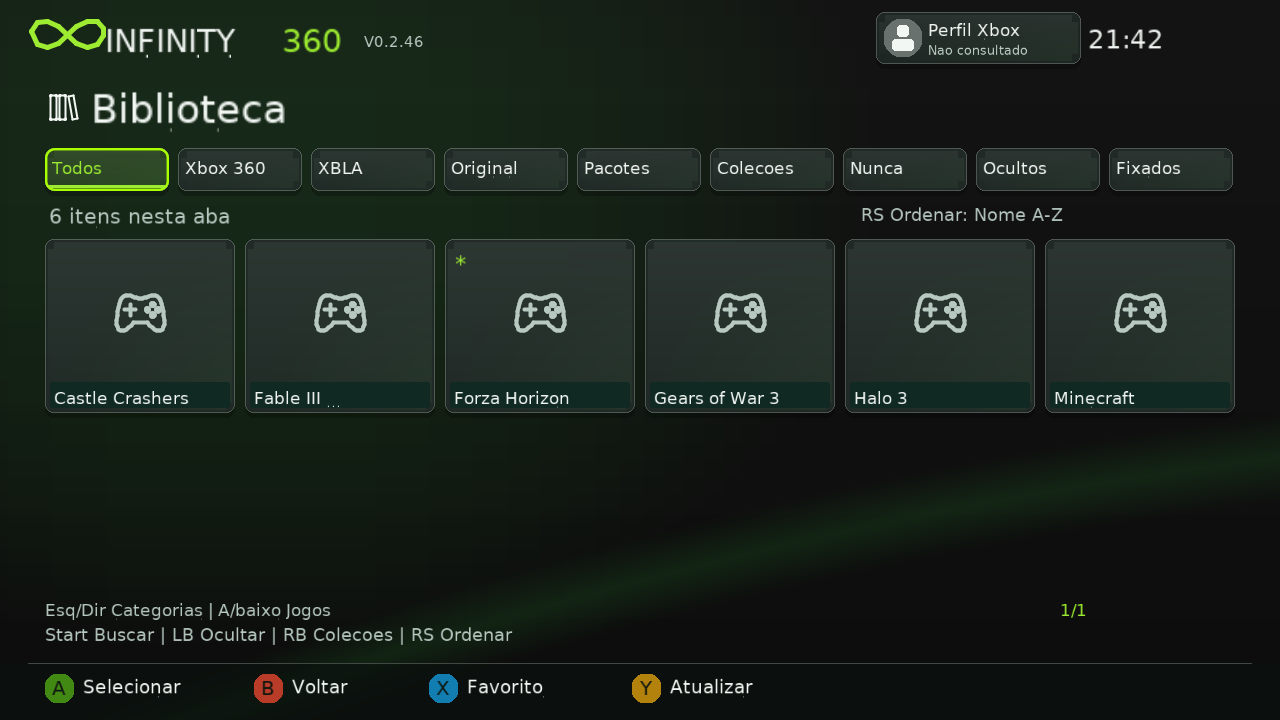 INFINITY 360 V0.2.46
Perfil Xbox
Nao consultado
21:42
Biblioteca
Todos Xbox 360 XBLA Original Pacotes Colecoes Nunca Ocultos Fixados
6 itens nesta aba RS Ordenar: Nome A-Z
*
Castle Crashers Fable III ... Forza Horizon Gears of War 3 Halo 3 Minecraft
Esq/Dir Categorias | A/baixo Jogos 1/1
Start Buscar | LB Ocultar | RB Colecoes | RS Ordenar
A Selecionar B Voltar X Favorito Y Atualizar